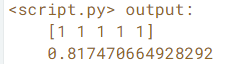 <script.py> output:
[1 1 1 1 1]
0.817470664928292